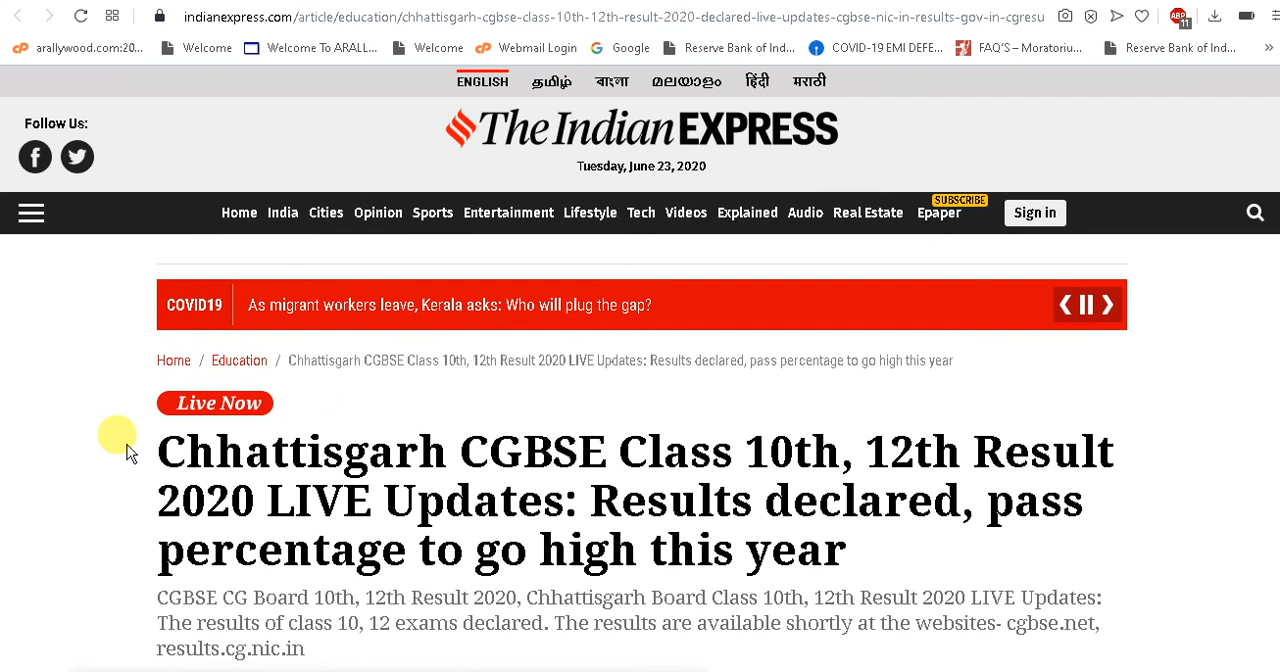 indianexpress.com/article/education/chhattisgarh-cgbse-class-10th-12th-result-2020-declared-live-updates-cgbse-nic-in-results-gov-in-cgresu
ABP 11
arallywood.com:20... Welcome Welcome To ARALL... Welcome Webmail Login Google Reserve Bank of Ind... COVID-19 EMI DEFE... FAQ'S – Moratoriu... Reserve Bank of Ind... »
ENGLISH தமிழ் বাংলা മലയാളം हिंदी मराठी
Follow Us:
The Indian EXPRESS
Tuesday, June 23, 2020
SUBSCRIBE
Home India Cities Opinion Sports Entertainment Lifestyle Tech Videos Explained Audio Real Estate Epaper Sign in
COVID19 As migrant workers leave, Kerala asks: Who will plug the gap?
Home / Education / Chhattisgarh CGBSE Class 10th, 12th Result 2020 LIVE Updates: Results declared, pass percentage to go high this year
Live Now
Chhattisgarh CGBSE Class 10th, 12th Result
2020 LIVE Updates: Results declared, pass
percentage to go high this year
CGBSE CG Board 10th, 12th Result 2020, Chhattisgarh Board Class 10th, 12th Result 2020 LIVE Updates:
The results of class 10, 12 exams declared. The results are available shortly at the websites- cgbse.net,
results.cg.nic.in